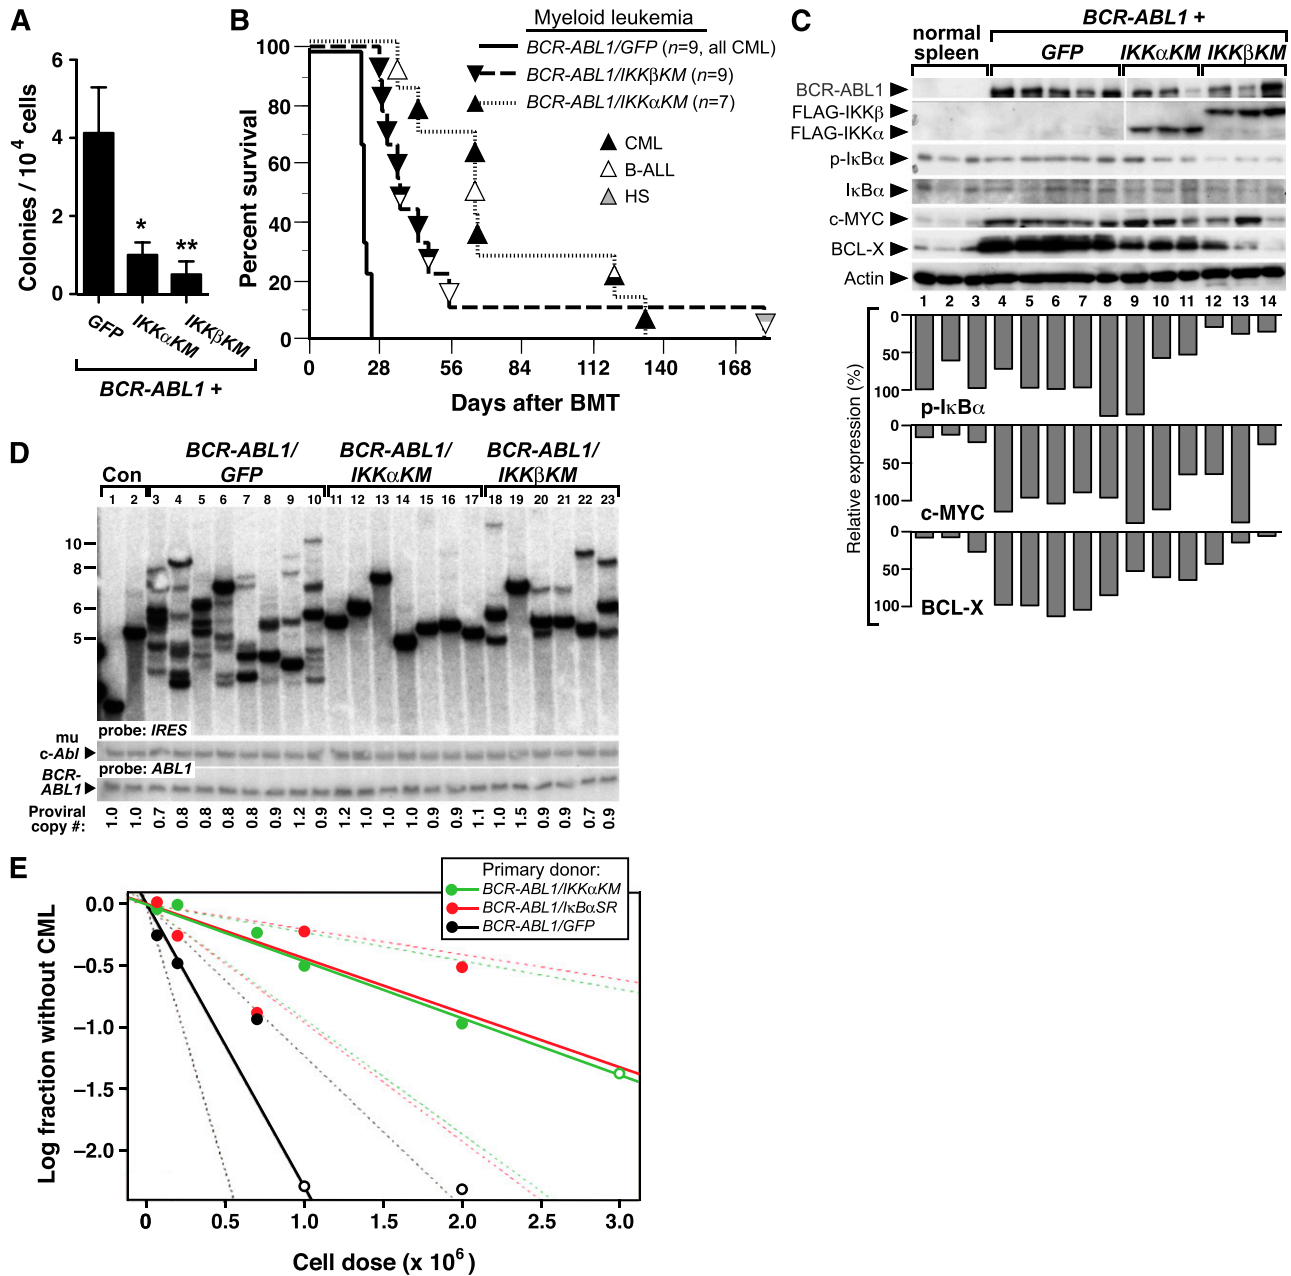 A
6
4
2
0
Colonies / 10⁴ cells
*
**
GFP
IKKαKM
IKKβKM
BCR-ABL1 +
B
Myeloid leukemia
BCR-ABL1/GFP (n=9, all CML)
BCR-ABL1/IKKβKM (n=9)
BCR-ABL1/IKKαKM (n=7)
CML
B-ALL
HS
Percent survival
100
80
60
40
20
0
0 28 56 84 112 140 168
Days after BMT
C
BCR-ABL1 +
normal spleen
GFP
IKKαKM
IKKβKM
BCR-ABL1
FLAG-IKKβ
FLAG-IKKα
p-IκBα
IκBα
c-MYC
BCL-X
Actin
1 2 3 4 5 6 7 8 9 10 11 12 13 14
Relative expression (%)
0
50
100
p-IκBα
0
50
100
c-MYC
0
50
100
BCL-X
D
Con
BCR-ABL1/ GFP
BCR-ABL1/ IKKαKM
BCR-ABL1/ IKKβKM
1 2 3 4 5 6 7 8 9 10 11 12 13 14 15 16 17 18 19 20 21 22 23
10
8
6
5
probe: IRES
mu c-Abl
probe: ABL1
BCR-ABL1
Proviral copy #:
1.0 1.0 0.7 0.8 0.8 0.8 0.8 0.9 1.2 0.9 1.2 1.0 1.0 1.0 0.9 0.9 1.1 1.0 1.5 0.9 0.9 0.7 0.9
E
Primary donor:
BCR-ABL1/IKKαKM
BCR-ABL1/IκBαSR
BCR-ABL1/GFP
Log fraction without CML
0.0
−0.5
−1.0
−1.5
−2.0
0 0.5 1.0 1.5 2.0 2.5 3.0
Cell dose (x 10⁶)